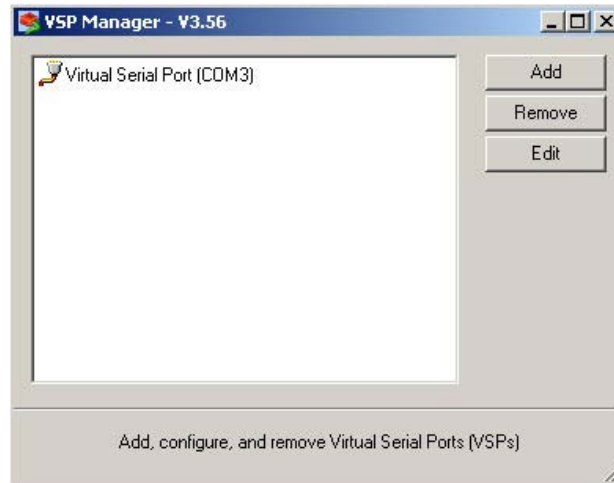 VSP Manager - V3.56
Virtual Serial Port (COM3)
Add
Remove
Edit
Add, configure, and remove Virtual Serial Ports (VSPs)